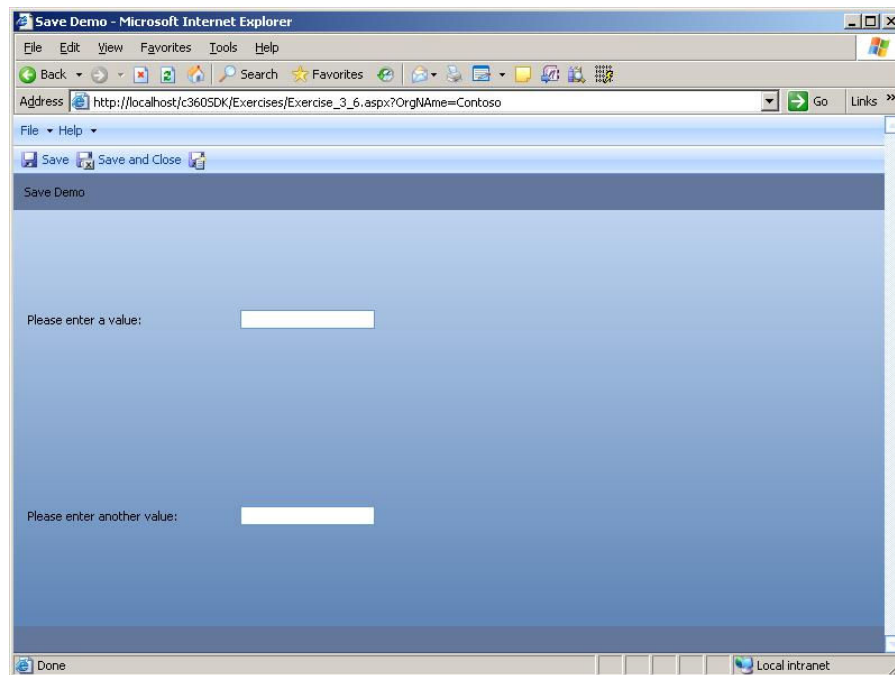 Save Demo - Microsoft Internet Explorer
File Edit View Favorites Tools Help
Back Search Favorites
Address http://localhost/c360SDK/Exercises/Exercise_3_6.aspx?OrgNAme=Contoso Go Links »
File Help
Save Save and Close
Save Demo
Please enter a value:
Please enter another value:
Done Local intranet